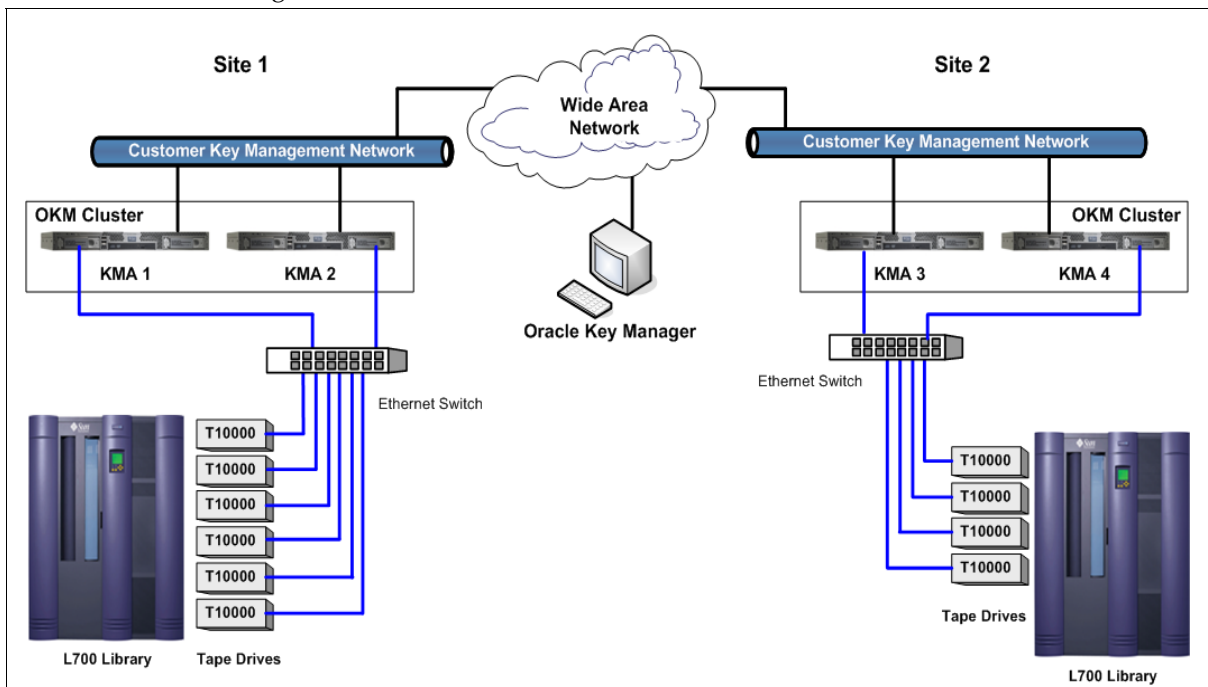 Site 1
Site 2
Wide Area
Network
Customer Key Management Network
Customer Key Management Network
OKM Cluster
OKM Cluster
KMA 1
KMA 2
KMA 3
KMA 4
Oracle Key Manager
Ethernet Switch
Ethernet Switch
Sun
T10000
T10000
T10000
T10000
T10000
T10000
Sun
T10000
T10000
T10000
T10000
L700 Library
Tape Drives
Tape Drives
L700 Library